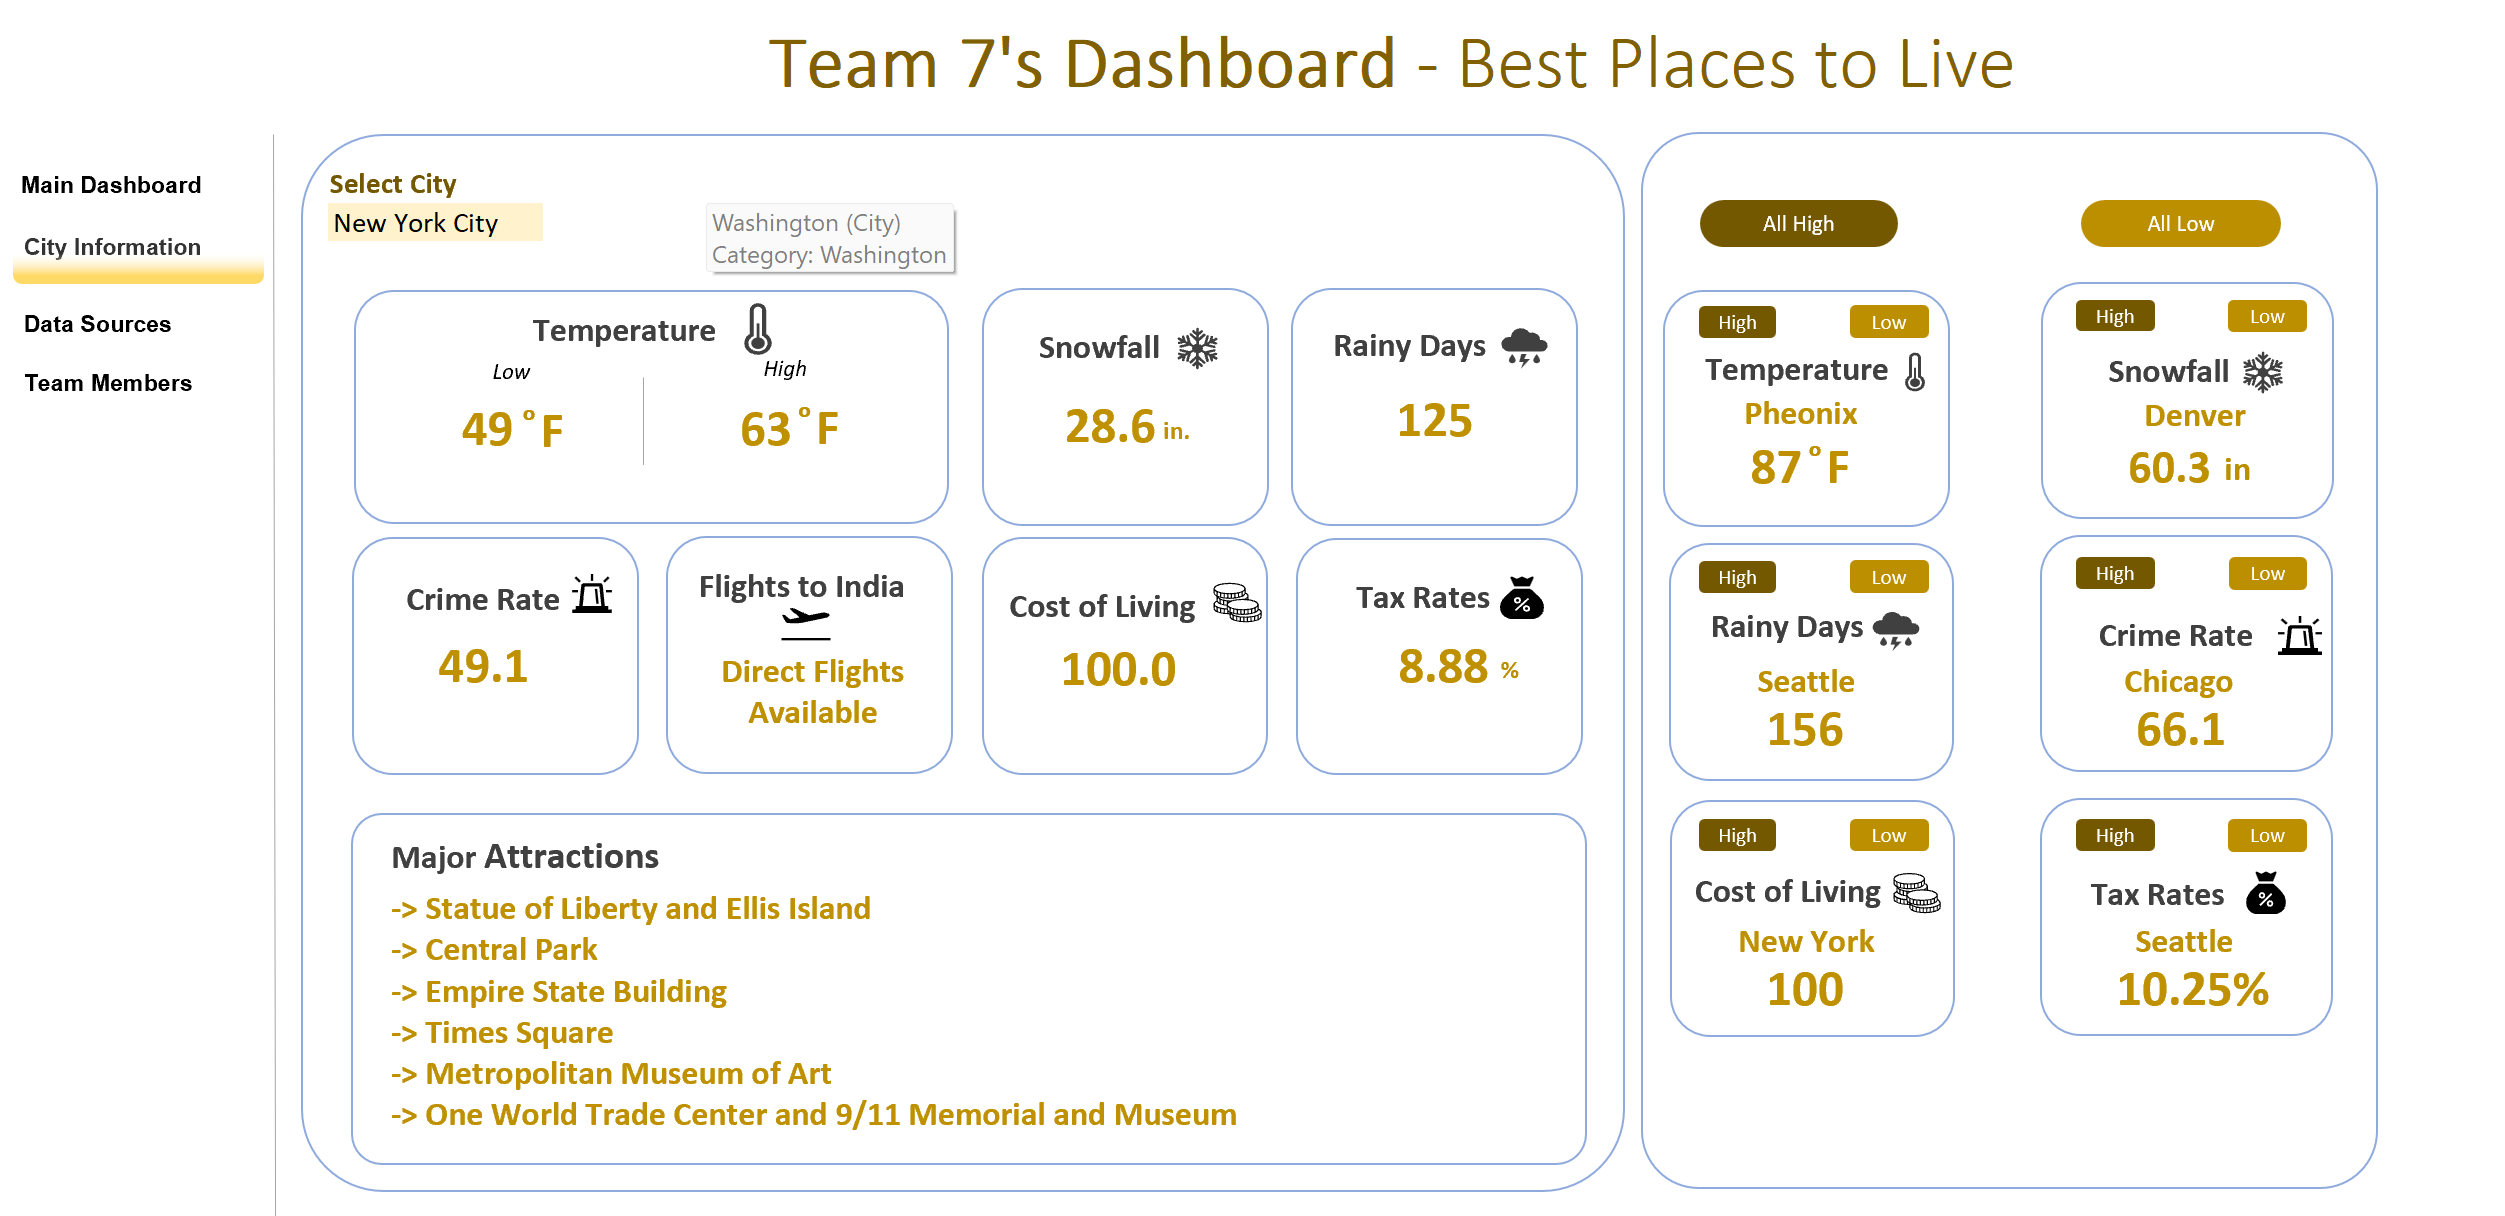 Team 7's Dashboard - Best Places to Live
Main Dashboard
City Information
Data Sources
Team Members
Select City
New York City
Washington (City)
Category: Washington
Temperature
Low
High
49°F
63°F
Snowfall
28.6 in.
Rainy Days
125
Crime Rate
49.1
Flights to India
Direct Flights
Available
Cost of Living
100.0
Tax Rates
%
8.88 %
Major Attractions
-> Statue of Liberty and Ellis Island
-> Central Park
-> Empire State Building
-> Times Square
-> Metropolitan Museum of Art
-> One World Trade Center and 9/11 Memorial and Museum
All High
All Low
High
Low
Temperature
Pheonix
87°F
High
Low
Snowfall
Denver
60.3 in
High
Low
Rainy Days
Seattle
156
High
Low
Crime Rate
Chicago
66.1
High
Low
Cost of Living
New York
100
High
Low
Tax Rates
%
Seattle
10.25%